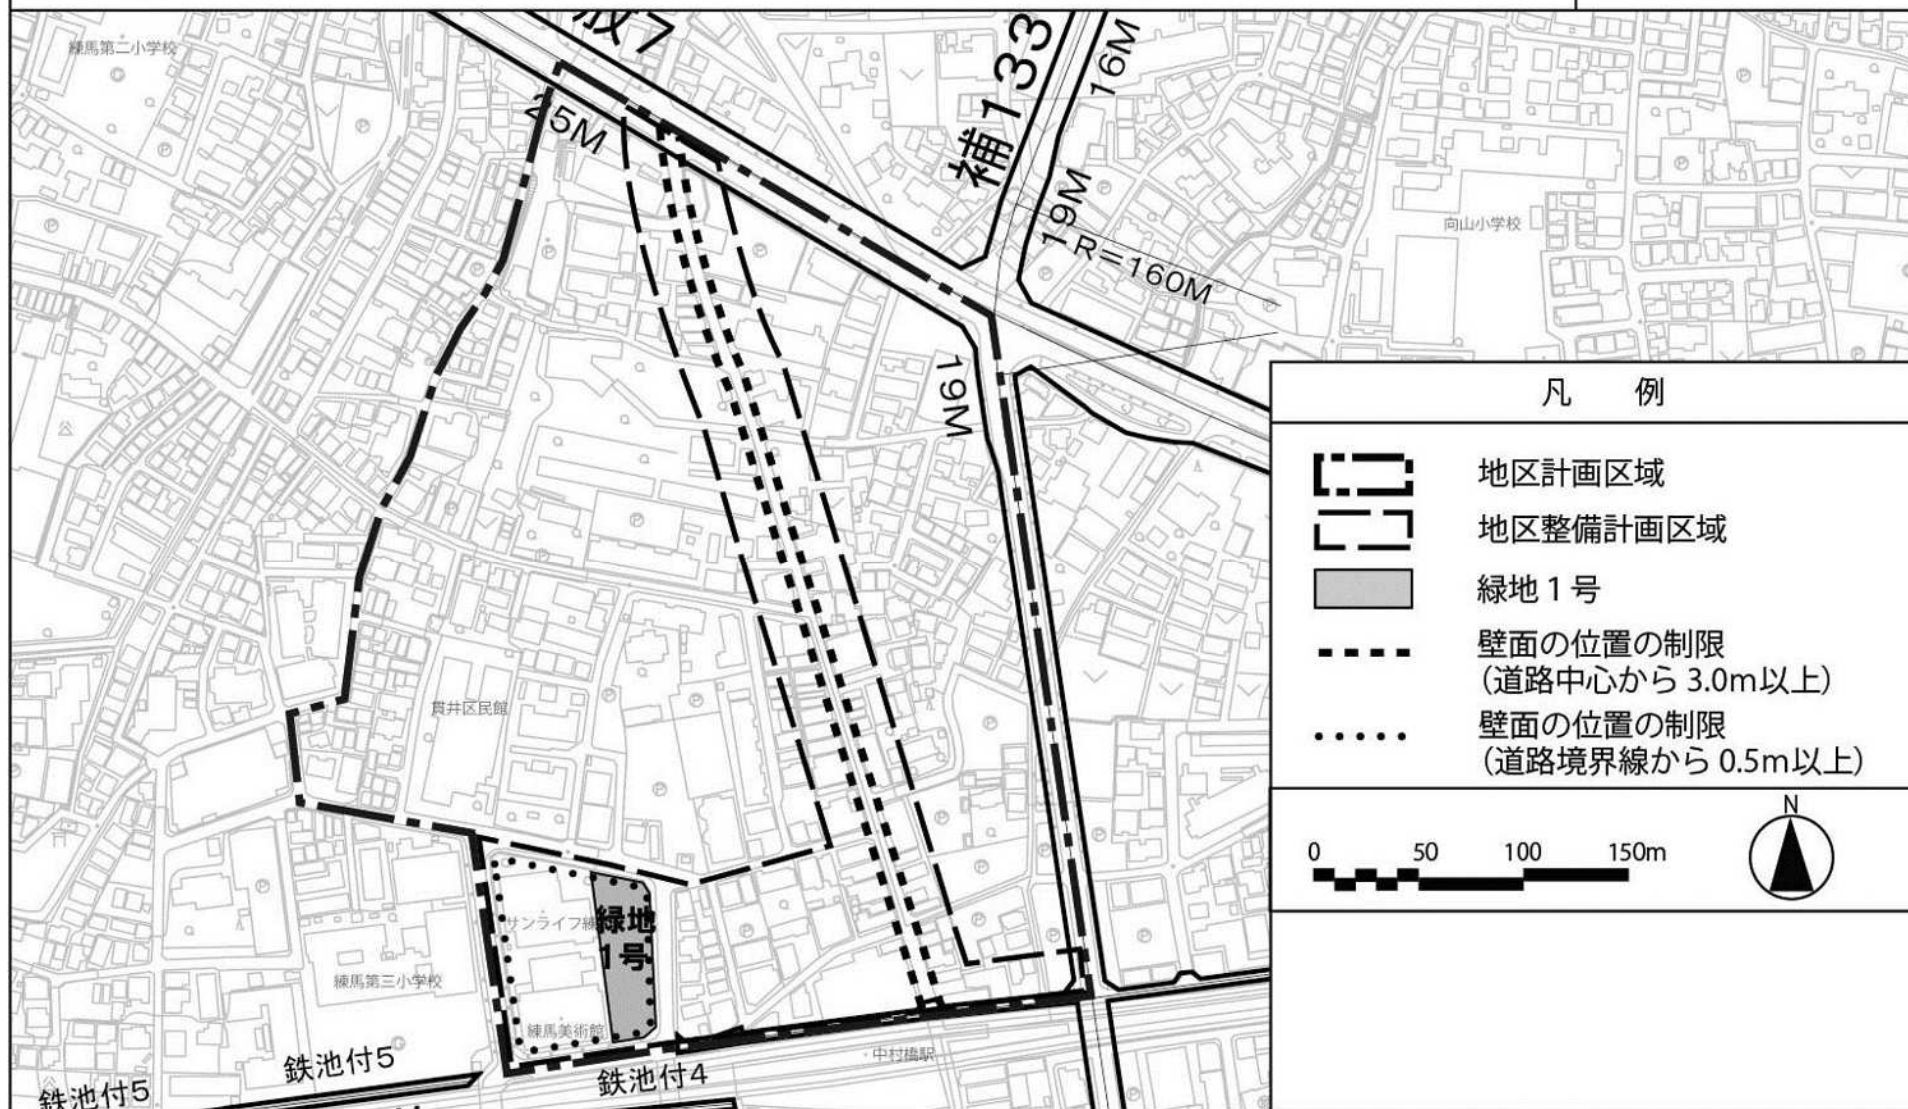 放7
補133
16M
練馬第二小学校
25M
19M
R=160M
向山小学校
19M
凡 例
地区計画区域
地区整備計画区域
緑地1号
壁面の位置の制限
(道路中心から 3.0m以上)
壁面の位置の制限
(道路境界線から 0.5m以上)
貫井区民館
N
0 50 100 150m
サンライフ練
緑地
1号
練馬第三小学校
練馬美術館
中村橋駅
鉄池付5
鉄池付4
鉄池付5